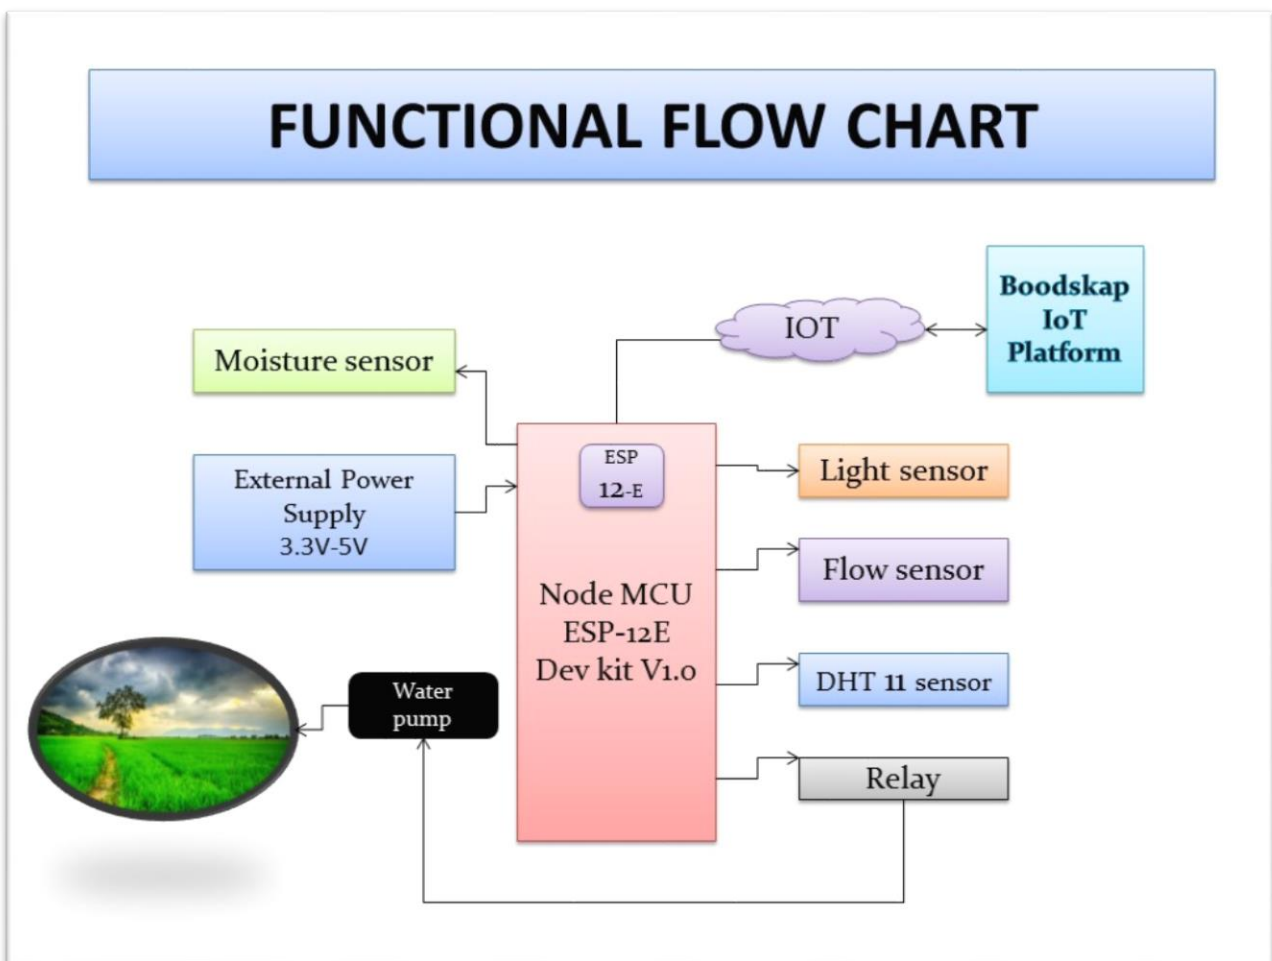 FUNCTIONAL FLOW CHART
Boodskap
IoT
Platform
IOT
Moisture sensor
ESP
12-E
Light sensor
External Power
Supply
3.3V-5V
Flow sensor
Node MCU
ESP-12E
Dev kit V1.0
DHT 11 sensor
Water
pump
Relay